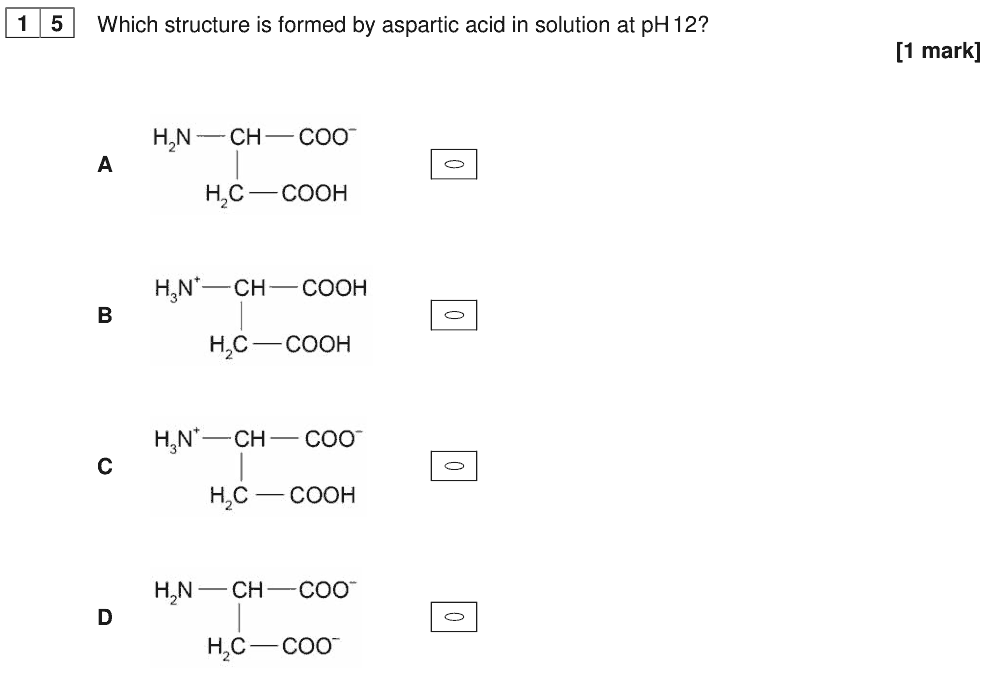 1 5 Which structure is formed by aspartic acid in solution at pH 12?
[1 mark]
A
H₂N—CH—COO⁻
H₂C—COOH
B
H₃N⁺—CH—COOH
H₂C—COOH
C
H₃N⁺—CH—COO⁻
H₂C—COOH
D
H₂N—CH—COO⁻
H₂C—COO⁻